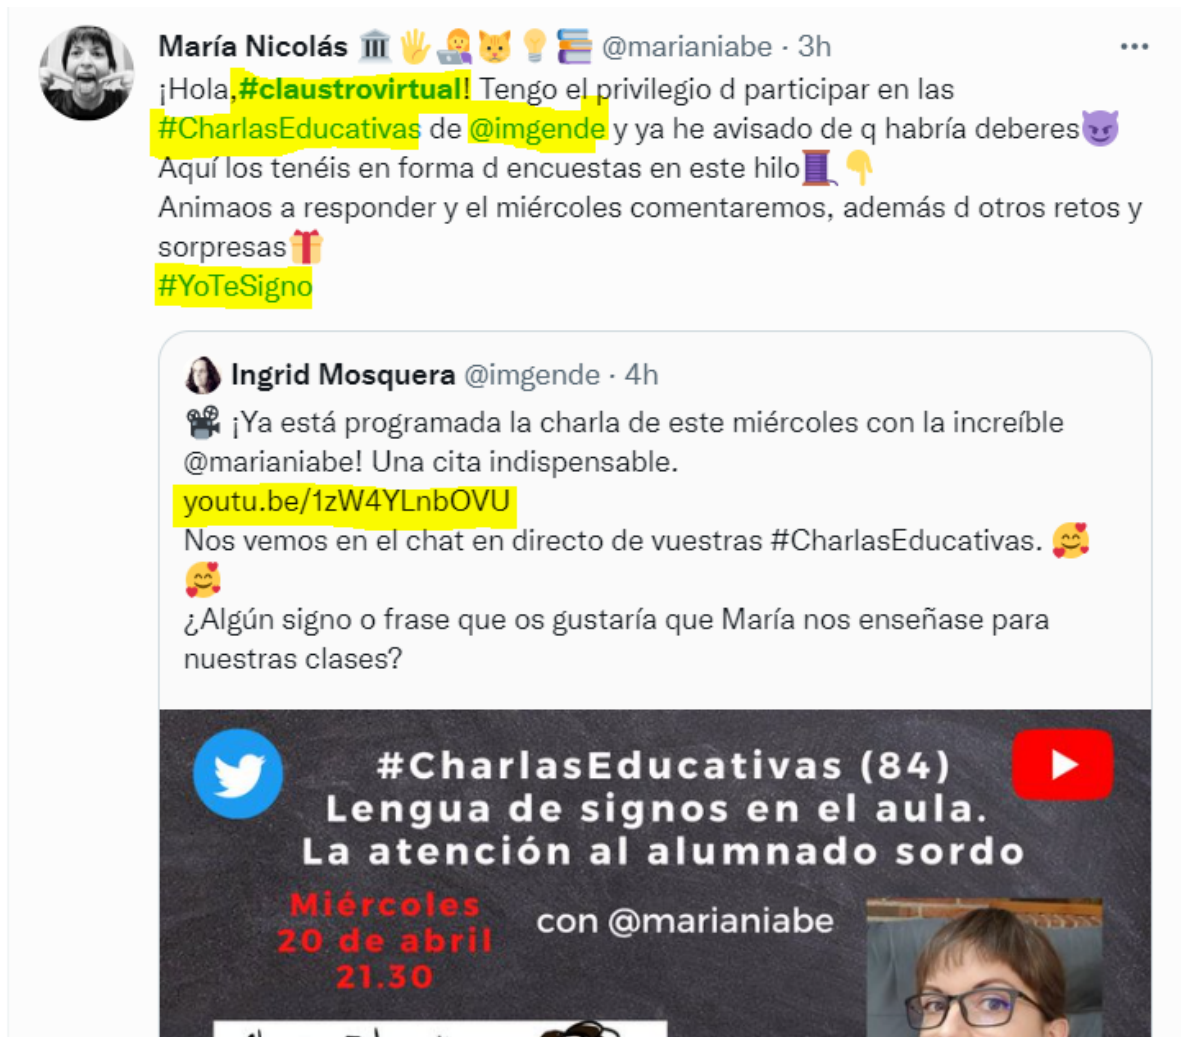 María Nicolás 🏛️🖐️👩‍💻🐱💡📚 @marianiabe · 3h
¡Hola,#claustrovirtual! Tengo el privilegio d participar en las
#CharlasEducativas de @imgende y ya he avisado de q habría deberes😈
Aquí los tenéis en forma d encuestas en este hilo🧵👇
Animaos a responder y el miércoles comentaremos, además d otros retos y
sorpresas🎁
#YoTeSigno
Ingrid Mosquera @imgende · 4h
🎥 ¡Ya está programada la charla de este miércoles con la increíble
@marianiabe! Una cita indispensable.
youtu.be/1zW4YLnbOVU
Nos vemos en el chat en directo de vuestras #CharlasEducativas. 🥰
🥰
¿Algún signo o frase que os gustaría que María nos enseñase para
nuestras clases?
#CharlasEducativas (84)
Lengua de signos en el aula.
La atención al alumnado sordo
Miércoles
20 de abril
21.30
con @marianiabe